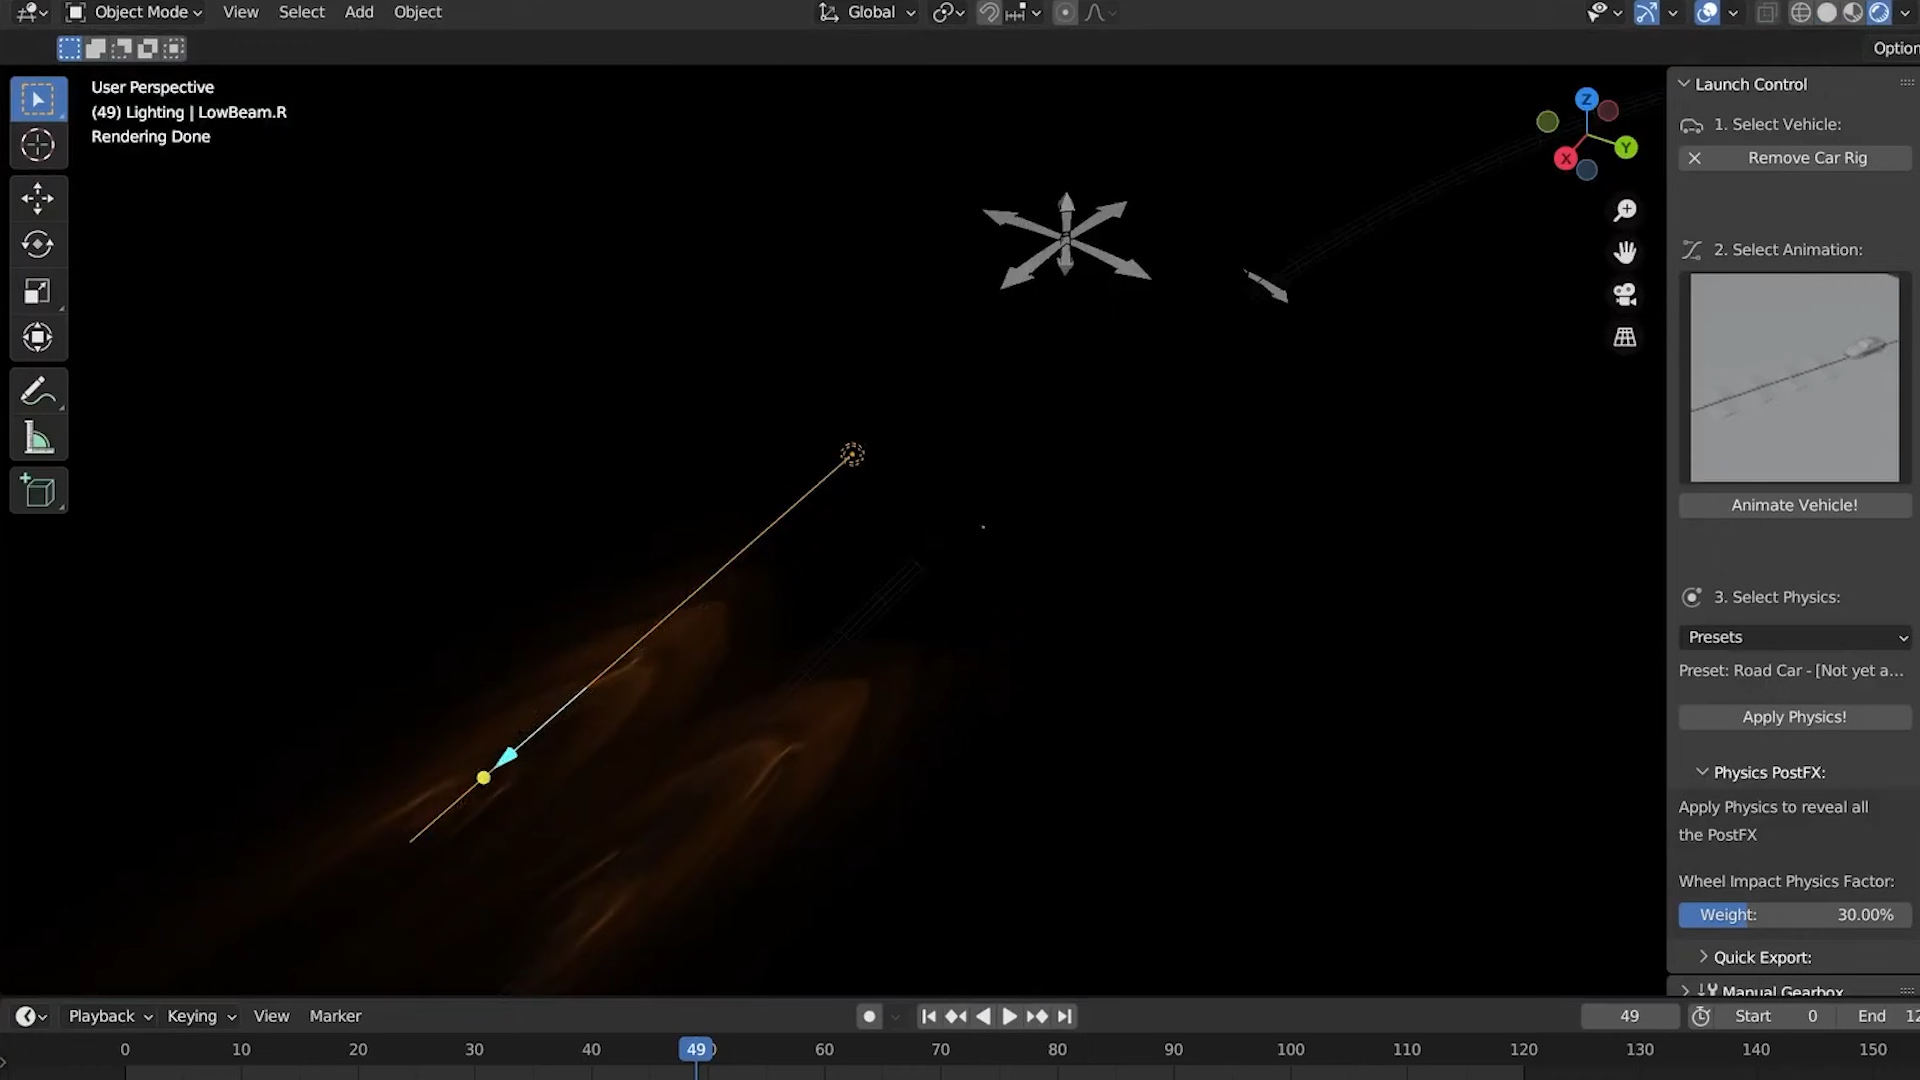 Object Mode View Select Add Object Global
Option
User Perspective
(49) Lighting | LowBeam.R
Rendering Done
Z
Y
X
Launch Control
1. Select Vehicle:
Remove Car Rig
2. Select Animation:
Animate Vehicle!
3. Select Physics:
Presets
Preset: Road Car - [Not yet a...
Apply Physics!
Physics PostFX:
Apply Physics to reveal all
the PostFX
Wheel Impact Physics Factor:
Weight: 30.00%
Quick Export:
Manual Gearbox
Playback Keying View Marker 49 Start 0 End 12
0 10 20 30 40 49 60 70 80 90 100 110 120 130 140 150